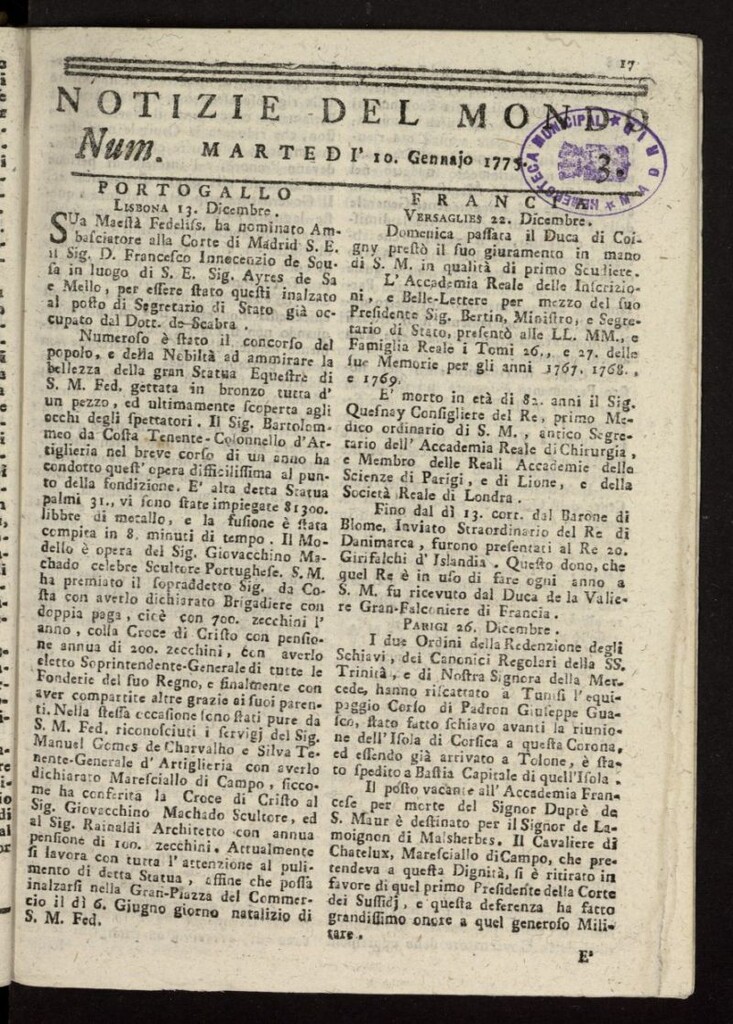 17
NOTIZIE DEL MONDO
Num. MARTEDI' 10. Gennajo 1775. 3.
HEMEROTECA MUNICIPAL ★ MADRID ★
PORTOGALLO
LISBONA 13. Dicembre.
SUa Maestà Fedeliss. ha nominato Am-
basciatore alla Corte di Madrid S. E.
il Sig. D. Francesco Innocenzio de Sou-
sa in luogo di S. E. Sig. Ayres de Sa
e Mello, per essere stato questi inalzato
al posto di Segretario di Stato già oc-
cupato dal Dott. de Seabra.
Numeroso è stato il concorso del
popolo, e della Nobiltà ad ammirare la
bellezza della gran Statua Equestre di
S. M. Fed. gettata in bronzo tutta d'
un pezzo, ed ultimamente scoperta agli
occhi degli spettatori. Il Sig. Bartolom-
meo da Costa Tenente-Colonnello d'Ar-
tiglieria nel breve corso di un anno ha
condotto quest' opera difficilissima al pun-
to della fondizione. E' alta detta Statua
palmi 31., vi sono state impiegate 81300.
libbre di metallo, e la fusione è stata
compita in 8. minuti di tempo. Il Mo-
dello è opera del Sig. Giovacchino Ma-
chado celebre Scultore Portughese. S. M.
ha premiato il sopraddetto Sig. da Co-
sta con averlo dichiarato Brigadiere con
doppia paga, cioè con 700. zecchini l'
anno, colla Croce di Cristo con pensio-
ne annua di 200. zecchini, con averlo
eletto Soprintendente-Generale di tutte le
Fonderie del suo Regno, e finalmente con
aver compartite altre grazie ai suoi paren-
ti. Nella stessa occasione sono stati pure da
S. M. Fed. riconosciuti i servigj del Sig.
Manuel Gomes de Charvalho e Silva Te-
nente-Generale d' Artiglieria con averlo
dichiarato Maresciallo di Campo, sicco-
me ha conferita la Croce di Cristo al
Sig. Giovacchino Machado Scultore, ed
al Sig. Rainaldi Architetto con annua
pensione di 100. zecchini. Attualmente
si lavora con tutta l'attenzione al puli-
mento di detta Statua, affine che possa
inalzarsi nella Gran-Piazza del Commer-
cio il dì 6. Giugno giorno natalizio di
S. M. Fed.
FRANCIA
VERSAGLIES 22. Dicembre.
Domenica passata il Duca di Coi-
gny prestò il suo giuramento in mano
di S. M. in qualità di primo Scudiere.
L' Accademia Reale delle Inscrizio-
ni, e Belle-Lettere per mezzo del suo
Presidente Sig. Bertin, Ministro, e Segre-
tario di Stato, presentò alle LL. MM., e
Famiglia Reale i Tomi 26., e 27. delle
sue Memorie per gli anni 1767. 1768.,
e 1769.
E' morto in età di 82. anni il Sig.
Quesnay Consigliere del Re, primo Me-
dico ordinario di S. M., antico Segre-
tario dell' Accademia Reale di Chirurgia,
e Membro delle Reali Accademie delle
Scienze di Parigi, e di Lione, e della
Società Reale di Londra.
Fino dal dì 13. corr. dal Barone di
Blome, Inviato Straordinario del Re di
Danimarca, furono presentati al Re 20.
Girifalchi d' Islandia. Questo dono, che
quel Re è in uso di fare ogni anno a
S. M. fu ricevuto dal Duca de la Valie-
re Gran-Falconiere di Francia.
PARIGI 26. Dicembre.
I due Ordini della Redenzione degli
Schiavi, dei Canonici Regolari della SS.
Trinità, e di Nostra Signora della Mer-
cede, hanno riscattato a Tunisi l'equi-
paggio Corso di Padron Giuseppe Gua-
sco, stato fatto schiavo avanti la riunio-
ne dell' Isola di Corsica a questa Corona,
ed essendo già arrivato a Tolone, è sta-
to spedito a Bastia Capitale di quell'Isola.
Il posto vacante all' Accademia Fran-
cese per morte del Signor Duprè de
S. Maur è destinato per il Signor de La-
moignon di Malsherbes. Il Cavaliere di
Chatelux, Maresciallo di Campo, che pre-
tendeva a questa Dignità, si è ritirato in
favore di quel primo Presidente della Corte
dei Sussidj, e questa deferenza ha fatto
grandissimo onore a quel generoso Mili-
tare.
E'